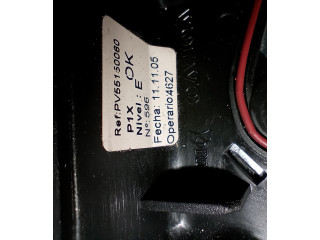 Ref:PV55150060
P1X OK
Nivel: E
Nº:596
Fecha: 11.11.05
Operario:4627